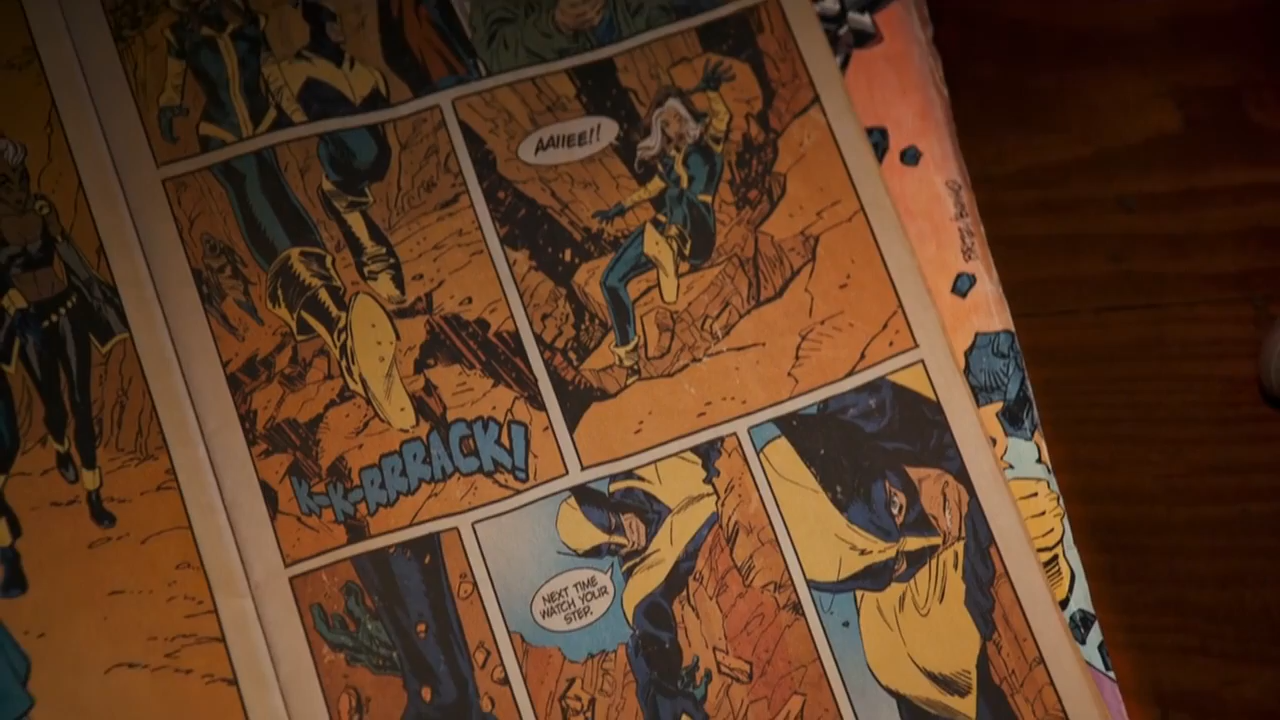 AAIIEE!!
K-K-RRRACK!
NEXT TIME
WATCH YOUR
STEP.